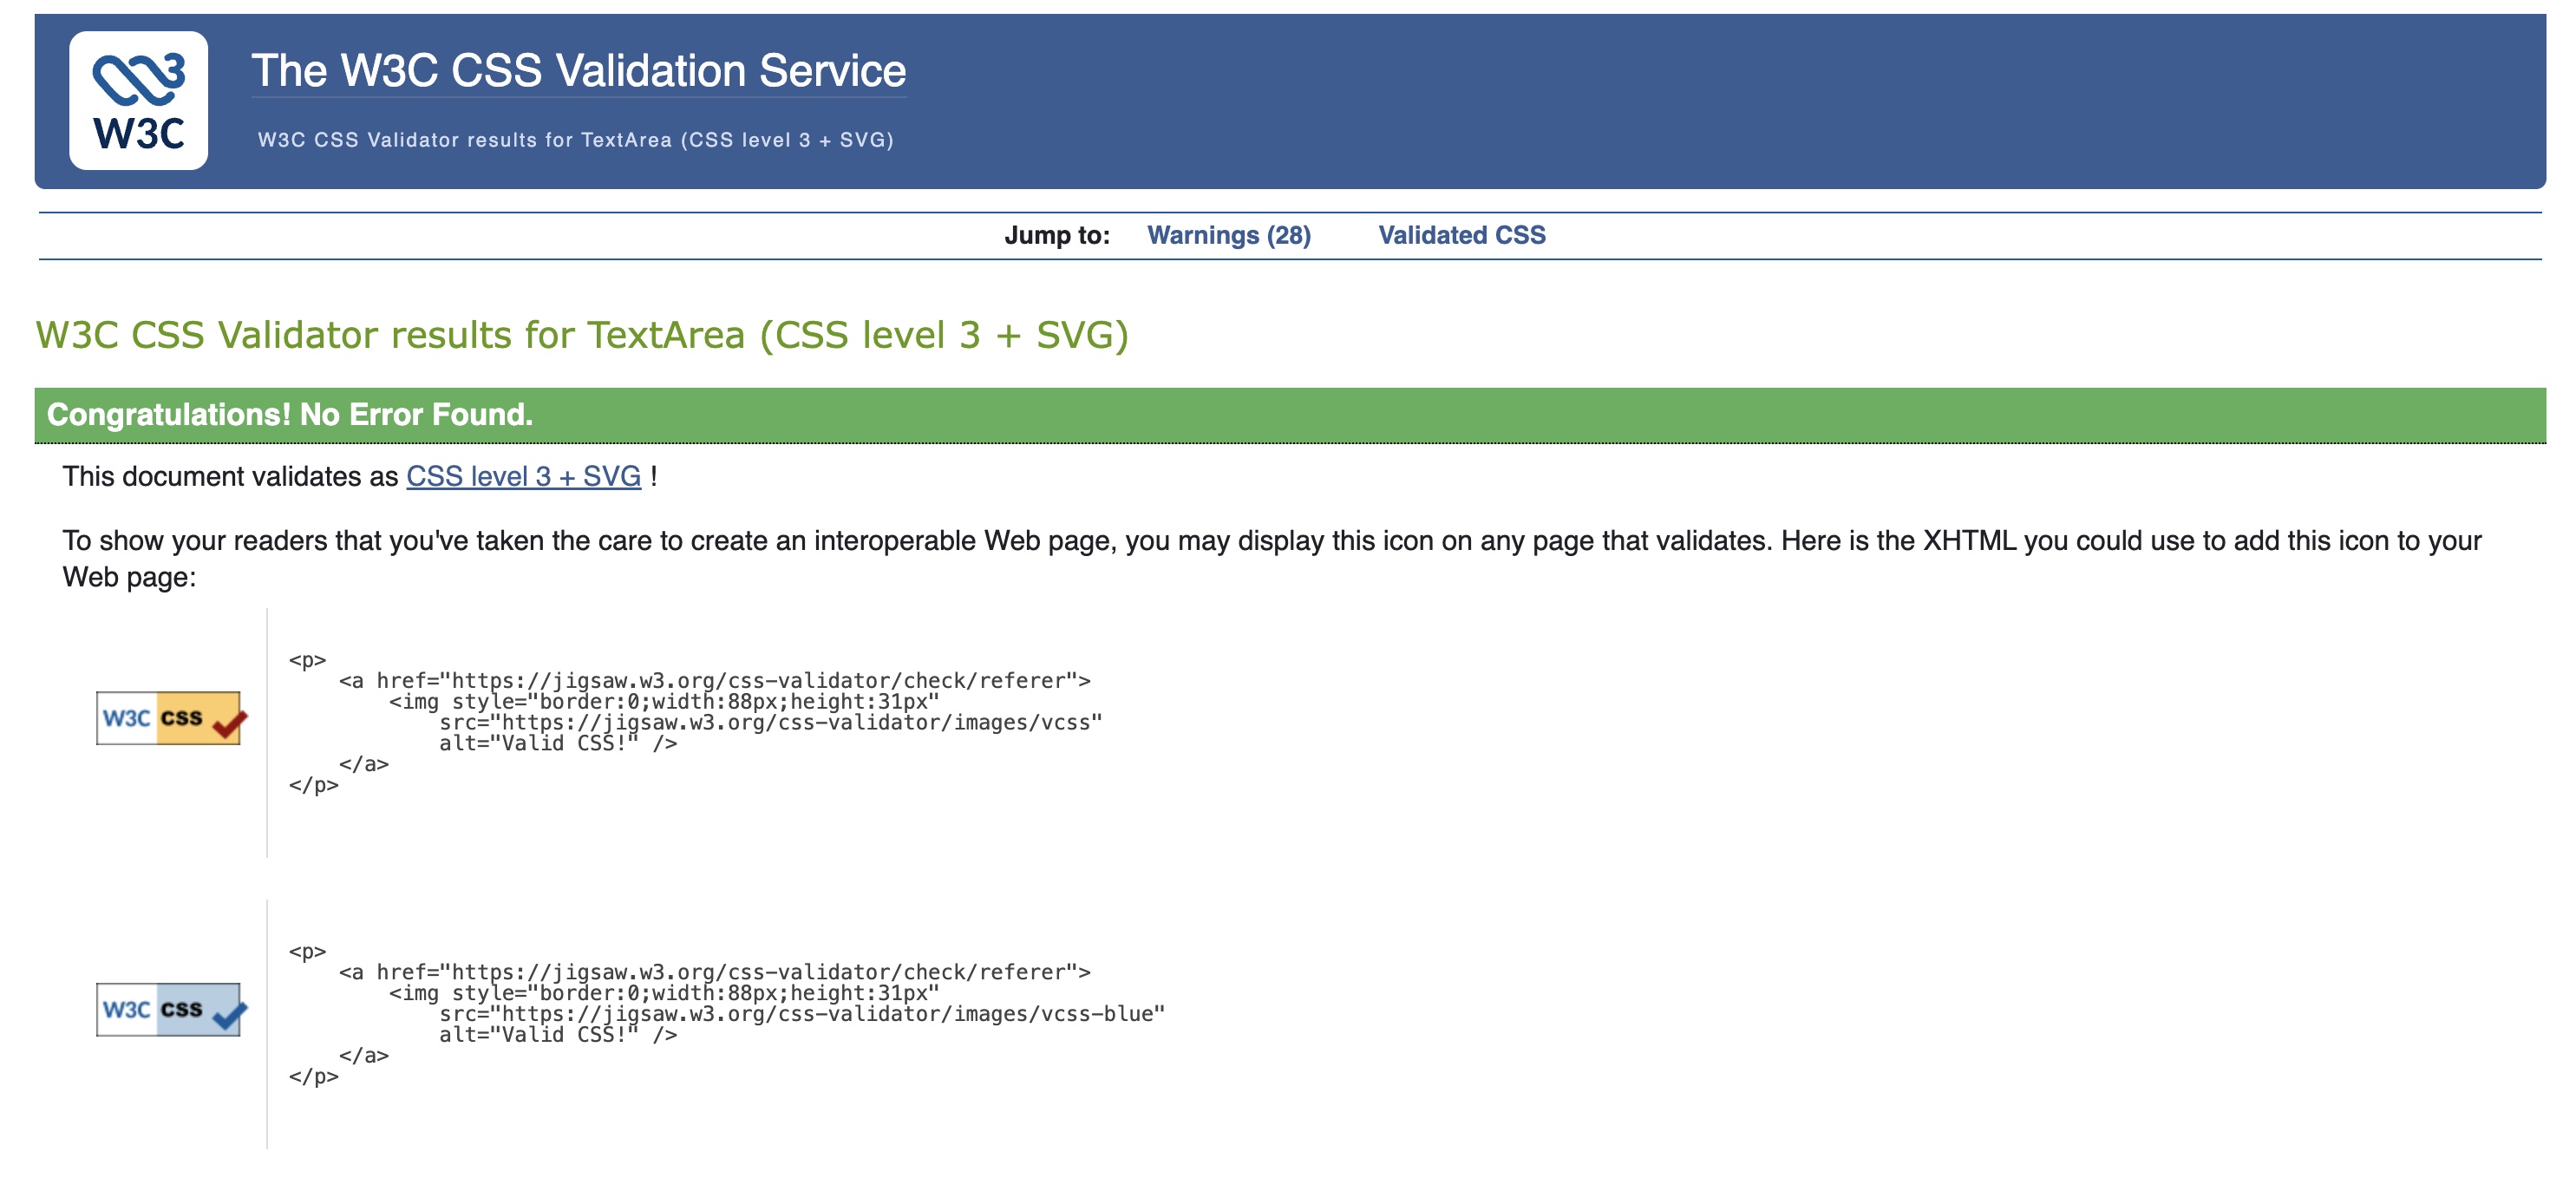 W3C
The W3C CSS Validation Service
W3C CSS Validator results for TextArea (CSS level 3 + SVG)
Jump to: Warnings (28) Validated CSS
W3C CSS Validator results for TextArea (CSS level 3 + SVG)
Congratulations! No Error Found.
This document validates as CSS level 3 + SVG !
To show your readers that you've taken the care to create an interoperable Web page, you may display this icon on any page that validates. Here is the XHTML you could use to add this icon to your
Web page:
W3C css
<p>
    <a href="https://jigsaw.w3.org/css-validator/check/referer">
        <img style="border:0;width:88px;height:31px"
            src="https://jigsaw.w3.org/css-validator/images/vcss"
            alt="Valid CSS!" />
    </a>
</p>
W3C css
<p>
    <a href="https://jigsaw.w3.org/css-validator/check/referer">
        <img style="border:0;width:88px;height:31px"
            src="https://jigsaw.w3.org/css-validator/images/vcss-blue"
            alt="Valid CSS!" />
    </a>
</p>